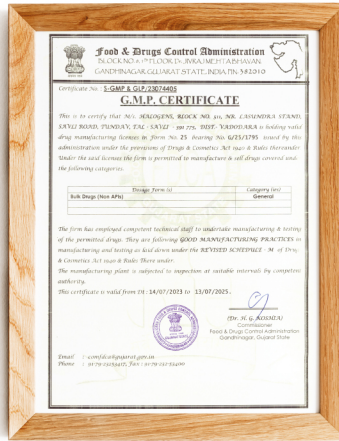 Food & Drugs Control Administration
BLOCK NO. 8, 1st FLOOR, Dr. JIVRAJ MEHTA BHAVAN,
GANDHINAGAR, GUJARAT STATE, INDIA, PIN: 382010
Certificate No : S-GMP & GLP/23074405
G.M.P. CERTIFICATE
This is to certify that M/s. HALOGENS, BLOCK NO. 311, NR. LASUNDRA STAND,
SAVLI ROAD, TUNDAV, TAL - SAVLI - 391 775, DIST - VADODARA is holding valid
drug manufacturing licenses in Form No. 25 Bearing No. G/25/1795 issued by this
administration under the provisions of Drugs & Cosmetics Act 1940 & Rules thereunder.
Under the said licenses the firm is permitted to manufacture & sell drugs covered under
the following categories.
Dosage Form (s) Category (ies)
Bulk Drugs (Non APIs) General
The firm has employed competent technical staff to undertake manufacturing & testing
of the permitted drugs. They are following GOOD MANUFACTURING PRACTICES in
manufacturing and testing as laid down under the REVISED SCHEDULE - M of Drug
& Cosmetics Act 1940 & Rules There under.
The manufacturing plant is subjected to inspection at suitable intervals by competent
authority.
This certificate is valid from Dt : 14/07/2023 to 13/07/2025.
(Dr. H. G. KOSHIA)
Commissioner
Food & Drugs Control Administration
Gandhinagar, Gujarat State
Email : comfdca@gujarat.gov.in
Phone :